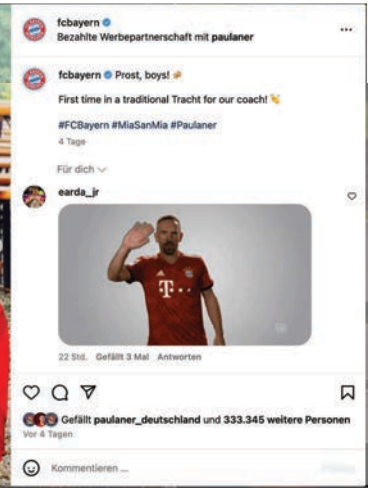 fcbayern
Bezahlte Werbepartnerschaft mit paulaner
fcbayern Prost, boys!
First time in a traditional Tracht for our coach!
#FCBayern #MiaSanMia #Paulaner
4 Tage
Für dich
earda_jr
T
22 Std. Gefällt 3 Mal Antworten
Gefällt paulaner_deutschland und 333.345 weitere Personen
Vor 4 Tagen
Kommentieren ...